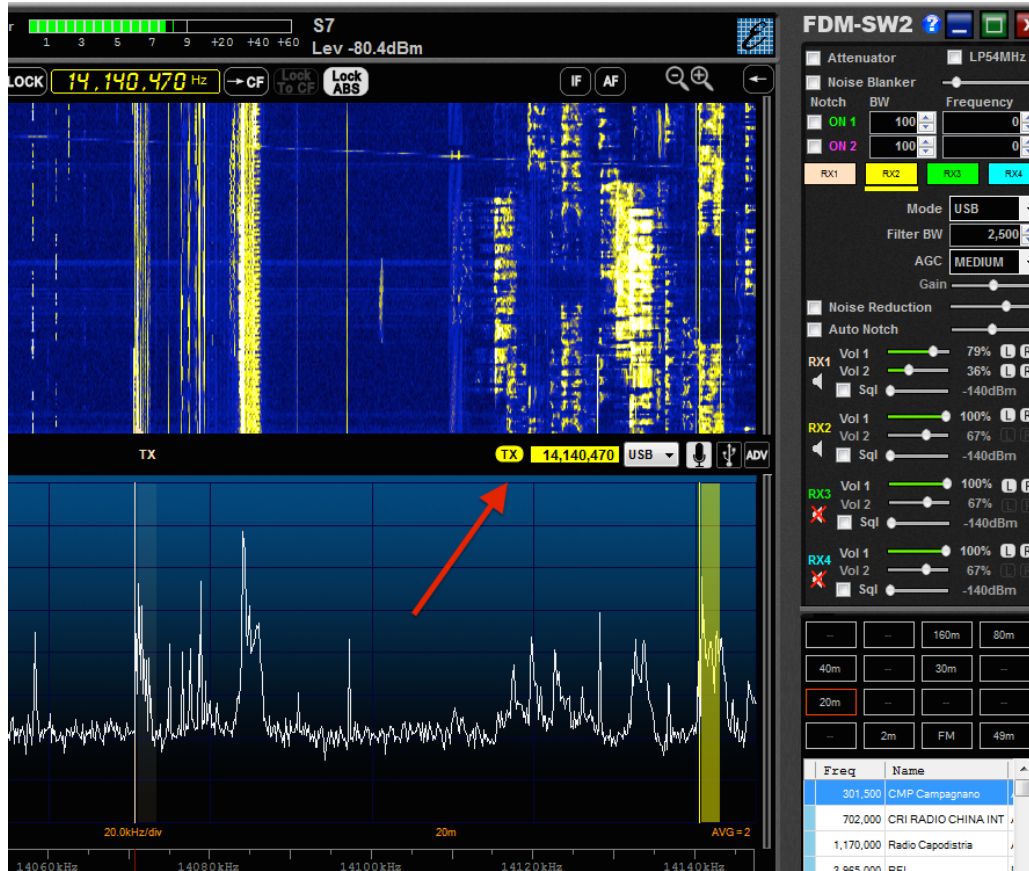 r
S7
1 3 5 7 9 +20 +40 +60
Lev -80.4dBm
LOCK 14,140,470 Hz →CF Lock To CF Lock ABS IF AF
TX
TX 14,140,470 USB ADV
20.0kHz/div 20m AVG=2
14060kHz 14080kHz 14100kHz 14120kHz 14140kHz
FDM-SW2 ?
Attenuator LP54MHz
Noise Blanker
Notch BW Frequency
ON 1 100 0
ON 2 100 0
RX1 RX2 RX3 RX4
Mode USB
Filter BW 2,500
AGC MEDIUM
Gain
Noise Reduction
Auto Notch
RX1
Vol 1 79% L R
Vol 2 36% L R
Sql -140dBm
RX2
Vol 1 100% L R
Vol 2 67% L R
Sql -140dBm
RX3
Vol 1 100% L R
Vol 2 67% L R
Sql -140dBm
RX4
Vol 1 100% L R
Vol 2 67% L R
Sql -140dBm
-- -- 160m 80m
40m -- 30m --
20m -- -- --
-- 2m FM 49m
Freq Name
301,500 CMP Campagnano
702,000 CRI RADIO CHINA INT
1,170,000 Radio Capodistria
3,965,000 RFI